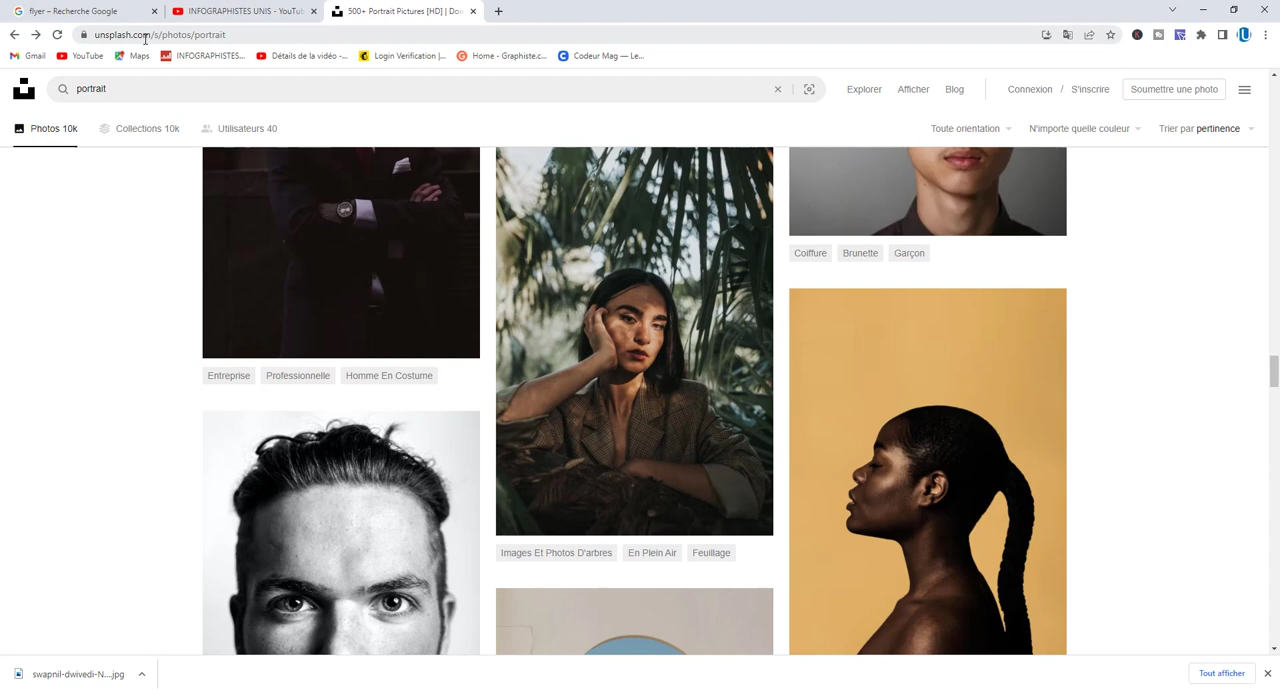 flyer – Recherche Google
INFOGRAPHISTES UNIS - YouTub
500+ Portrait Pictures [HD] | Dow
unsplash.com/s/photos/portrait
Gmail
YouTube
Maps
INFOGRAPHISTES...
Détails de la vidéo -...
Login Verification |...
Home - Graphiste.c...
Codeur Mag — Le...
portrait
Explorer
Afficher
Blog
Connexion / S'inscrire
Soumettre une photo
Photos 10k
Collections 10k
Utilisateurs 40
Toute orientation
N'importe quelle couleur
Trier par pertinence
Coiffure
Brunette
Garçon
Entreprise
Professionnelle
Homme En Costume
Images Et Photos D'arbres
En Plein Air
Feuillage
swapnil-dwivedi-N....jpg
Tout afficher